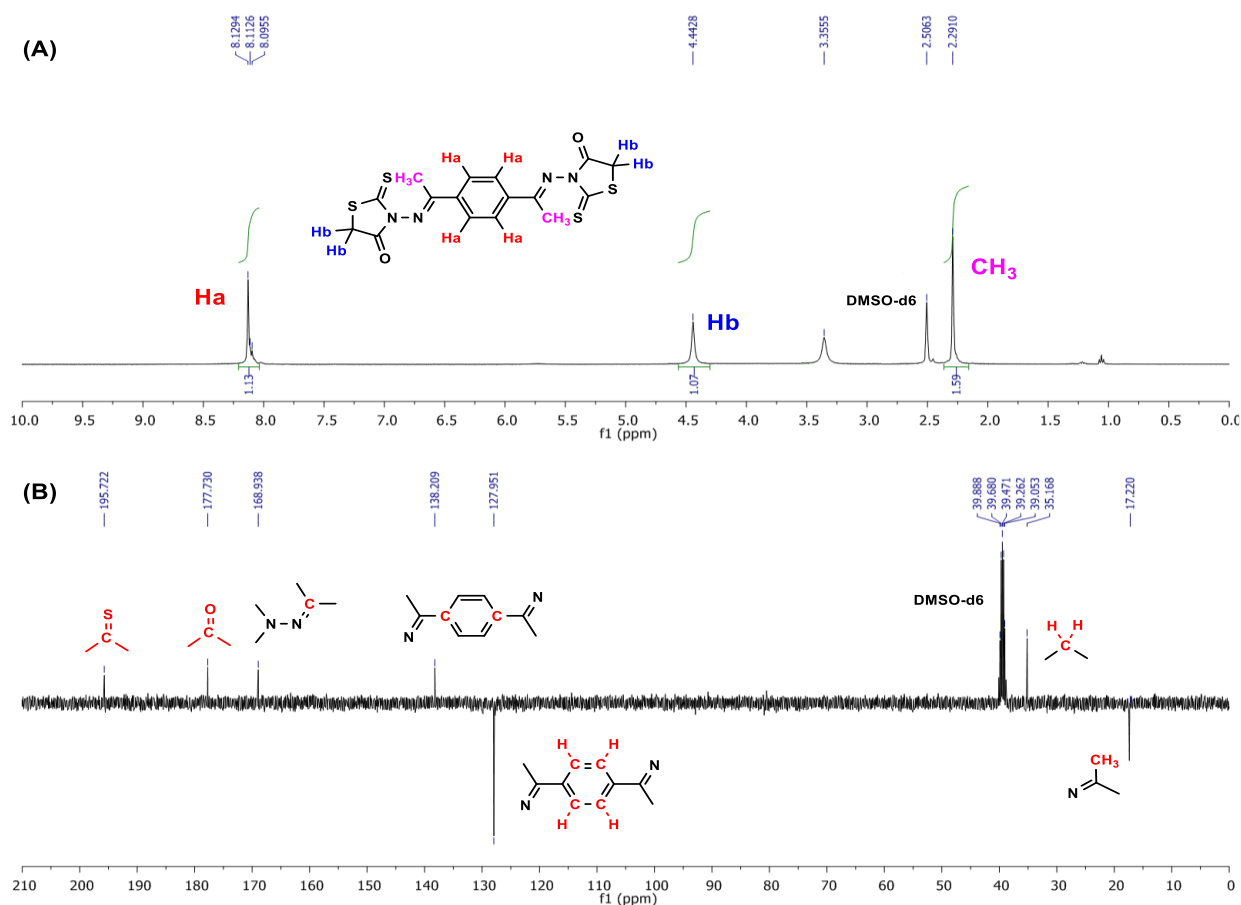 (A)
8.1294
8.1126
8.0955
4.4428
3.3555
2.5063
2.2910
O Hb
Ha Ha Hb
S H₃C N N S
S
N N CH₃ S
Hb Ha Ha
Hb O
Ha
Hb
DMSO-d6
CH₃
1.13
1.07
1.59
10.0 9.5 9.0 8.5 8.0 7.5 7.0 6.5 6.0 5.5 5.0 4.5 4.0 3.5 3.0 2.5 2.0 1.5 1.0 0.5 0.0
f1 (ppm)
(B)
195.722
177.730
168.938
138.209
127.951
39.888
39.680
39.471
39.262
39.053
35.168
17.220
S
C
O
C
C
N N
N
C C
N
DMSO-d6
H H
C
H H
C C N
C C
N C C
H H
CH₃
C
N
210 200 190 180 170 160 150 140 130 120 110 100 90 80 70 60 50 40 30 20 10 0
f1 (ppm)